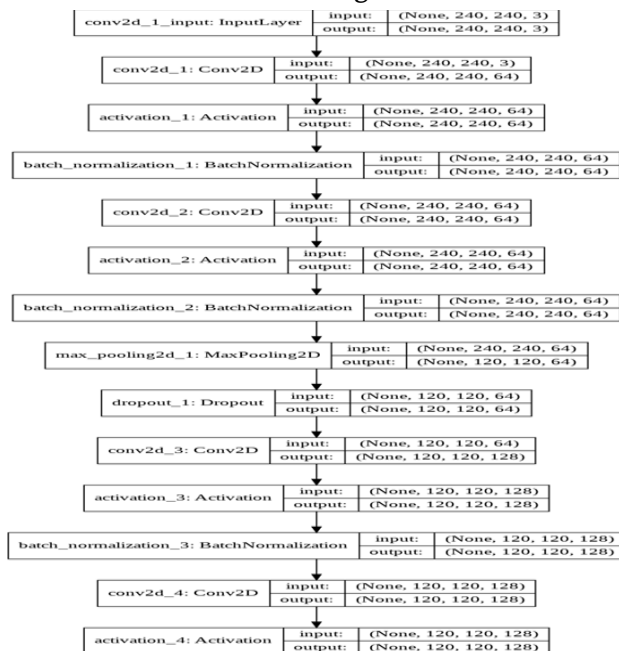 conv2d_1_input: InputLayer input: (None, 240, 240, 3)
output: (None, 240, 240, 3)
conv2d_1: Conv2D input: (None, 240, 240, 3)
output: (None, 240, 240, 64)
activation_1: Activation input: (None, 240, 240, 64)
output: (None, 240, 240, 64)
batch_normalization_1: BatchNormalization input: (None, 240, 240, 64)
output: (None, 240, 240, 64)
conv2d_2: Conv2D input: (None, 240, 240, 64)
output: (None, 240, 240, 64)
activation_2: Activation input: (None, 240, 240, 64)
output: (None, 240, 240, 64)
batch_normalization_2: BatchNormalization input: (None, 240, 240, 64)
output: (None, 240, 240, 64)
max_pooling2d_1: MaxPooling2D input: (None, 240, 240, 64)
output: (None, 120, 120, 64)
dropout_1: Dropout input: (None, 120, 120, 64)
output: (None, 120, 120, 64)
conv2d_3: Conv2D input: (None, 120, 120, 64)
output: (None, 120, 120, 128)
activation_3: Activation input: (None, 120, 120, 128)
output: (None, 120, 120, 128)
batch_normalization_3: BatchNormalization input: (None, 120, 120, 128)
output: (None, 120, 120, 128)
conv2d_4: Conv2D input: (None, 120, 120, 128)
output: (None, 120, 120, 128)
activation_4: Activation input: (None, 120, 120, 128)
output: (None, 120, 120, 128)